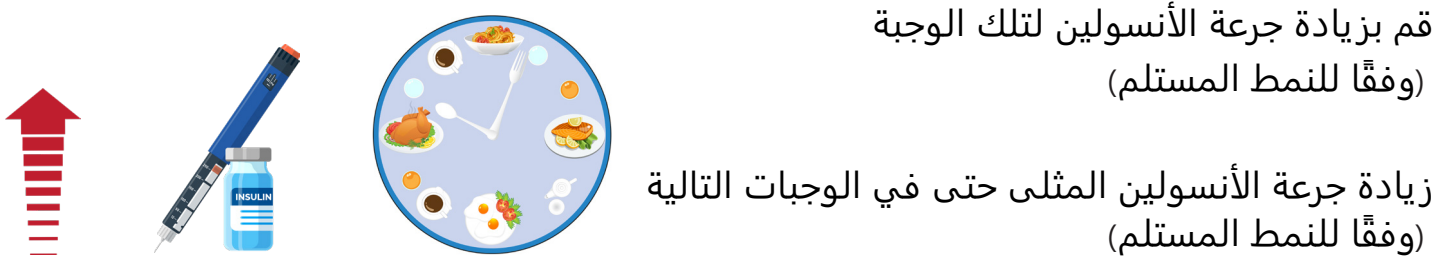 قم بزيادة جرعة الأنسولين لتلك الوجبة
(وفقًا للنمط المستلم)
زيادة جرعة الأنسولين المثلى حتى في الوجبات التالية
(وفقًا للنمط المستلم)
INSULIN